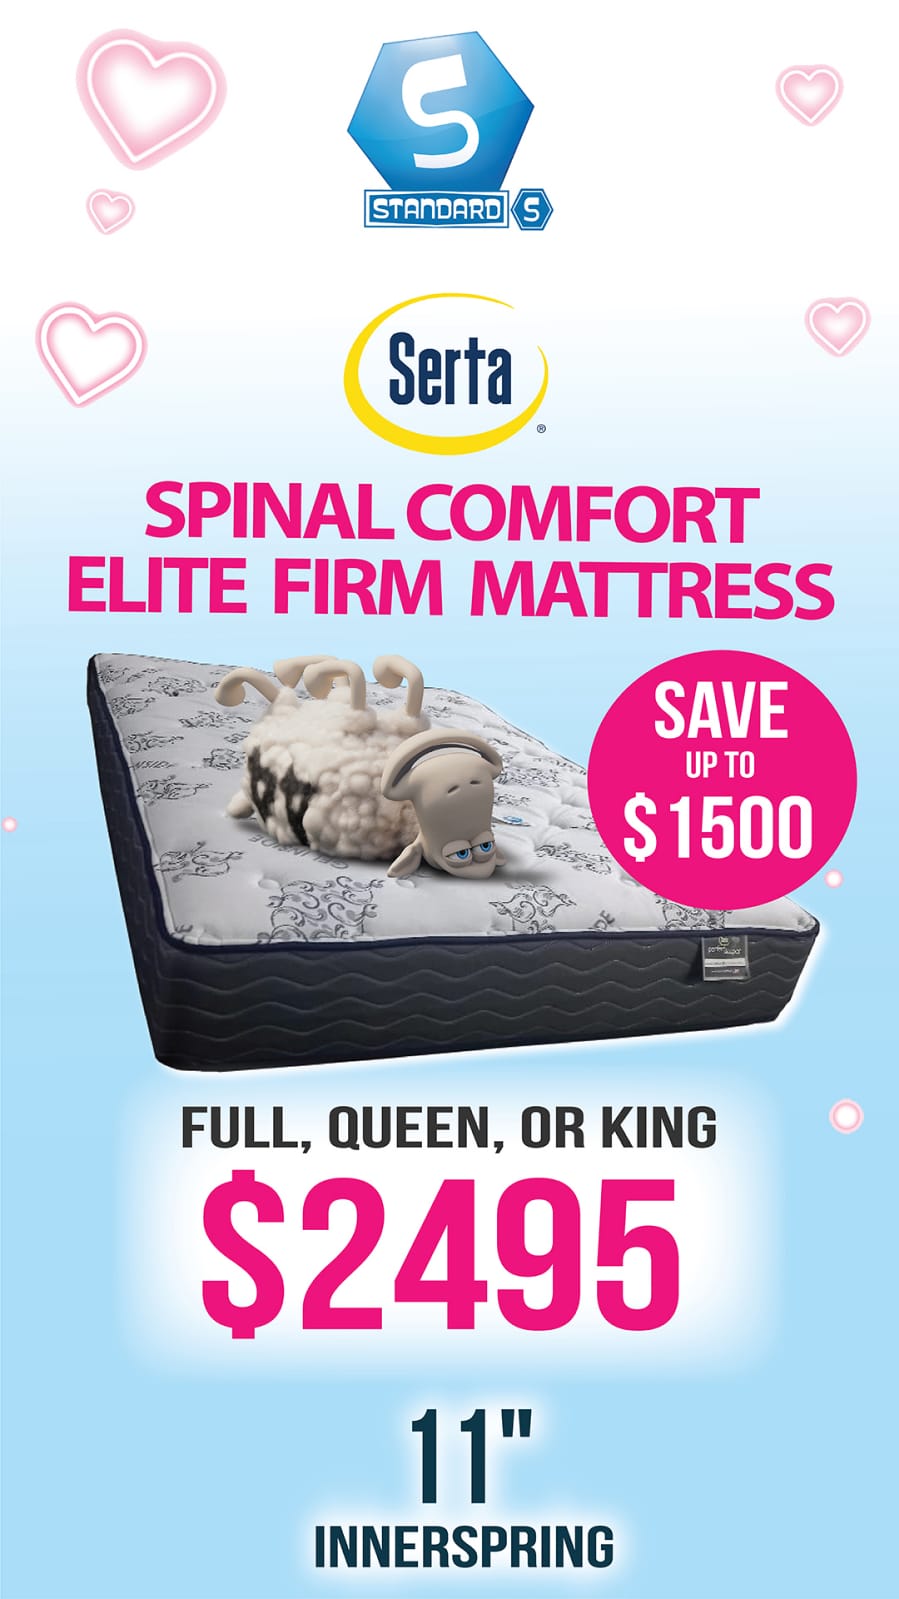 S
STANDARD S
Serta
®
SPINAL COMFORT
ELITE FIRM MATTRESS
SAVE
UP TO
$1500
FULL, QUEEN, OR KING
$2495
11"
INNERSPRING